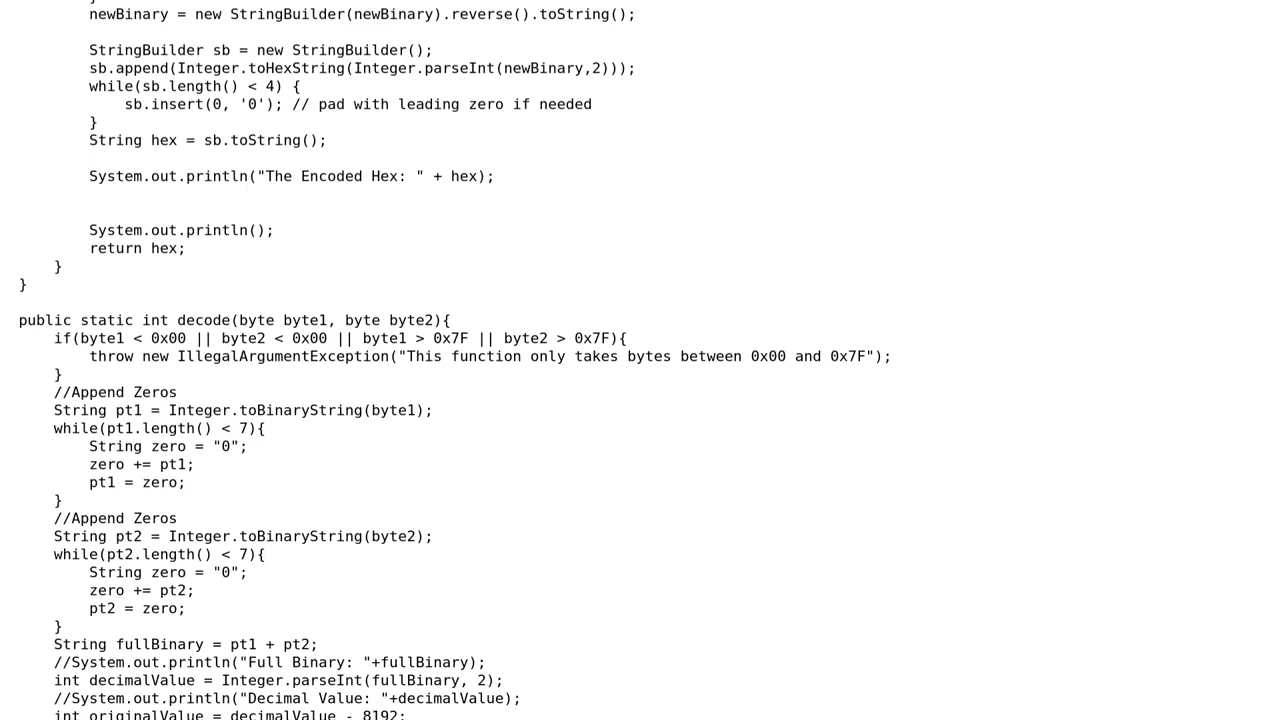 }
        newBinary = new StringBuilder(newBinary).reverse().toString();

        StringBuilder sb = new StringBuilder();
        sb.append(Integer.toHexString(Integer.parseInt(newBinary,2)));
        while(sb.length() < 4) {
            sb.insert(0, '0'); // pad with leading zero if needed
        }
        String hex = sb.toString();

        System.out.println("The Encoded Hex: " + hex);


        System.out.println();
        return hex;
    }
}

public static int decode(byte byte1, byte byte2){
    if(byte1 < 0x00 || byte2 < 0x00 || byte1 > 0x7F || byte2 > 0x7F){
        throw new IllegalArgumentException("This function only takes bytes between 0x00 and 0x7F");
    }
    //Append Zeros
    String pt1 = Integer.toBinaryString(byte1);
    while(pt1.length() < 7){
        String zero = "0";
        zero += pt1;
        pt1 = zero;
    }
    //Append Zeros
    String pt2 = Integer.toBinaryString(byte2);
    while(pt2.length() < 7){
        String zero = "0";
        zero += pt2;
        pt2 = zero;
    }
    String fullBinary = pt1 + pt2;
    //System.out.println("Full Binary: "+fullBinary);
    int decimalValue = Integer.parseInt(fullBinary, 2);
    //System.out.println("Decimal Value: "+decimalValue);
    int originalValue = decimalValue - 8192;